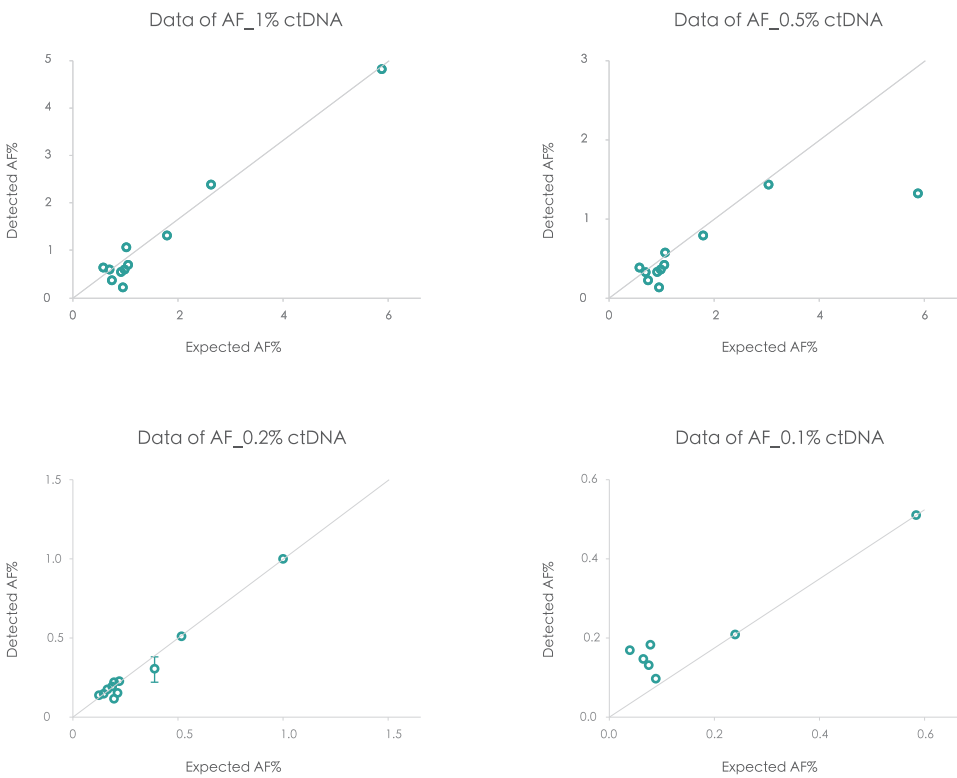 Data of AF_1% ctDNA
5
4
3
2
1
0
0
2
4
6
Detected AF%
Expected AF%
Data of AF_0.5% ctDNA
3
2
1
0
0
2
4
6
Detected AF%
Expected AF%
Data of AF_0.2% ctDNA
1.5
1.0
0.5
0
0
0.5
1.0
1.5
Detected AF%
Expected AF%
Data of AF_0.1% ctDNA
0.6
0.4
0.2
0.0
0.0
0.2
0.4
0.6
Detected AF%
Expected AF%